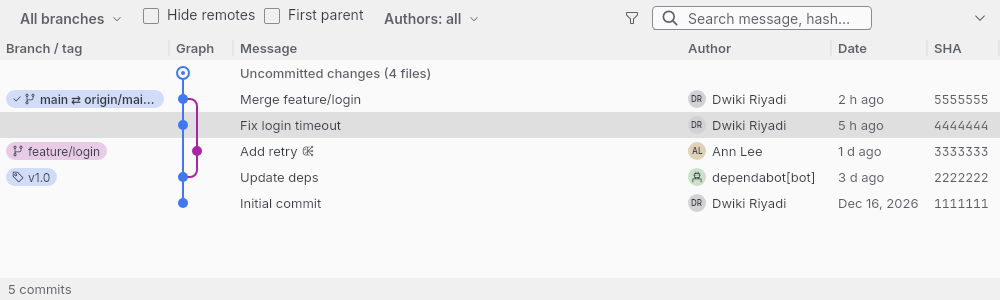 All branches Hide remotes First parent Authors: all Search message, hash...
Branch / tag Graph Message Author Date SHA
Uncommitted changes (4 files)
main ⇄ origin/mai... Merge feature/login DR Dwiki Riyadi 2 h ago 5555555
Fix login timeout DR Dwiki Riyadi 5 h ago 4444444
feature/login Add retry AL Ann Lee 1 d ago 3333333
v1.0 Update deps dependabot[bot] 3 d ago 2222222
Initial commit DR Dwiki Riyadi Dec 16, 2026 1111111
5 commits